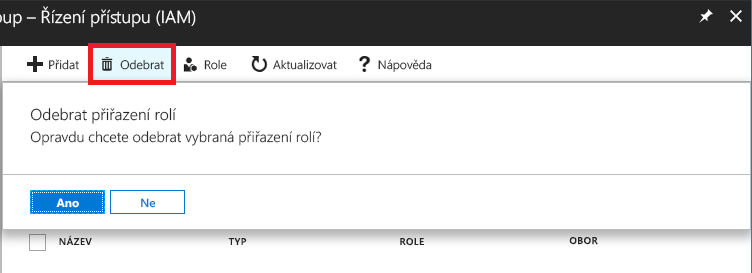 oup – Řízení přístupu (IAM)
Přidat Odebrat Role Aktualizovat Nápověda
Odebrat přiřazení rolí
Opravdu chcete odebrat vybraná přiřazení rolí?
Ano Ne
NÁZEV TYP ROLE OBOR